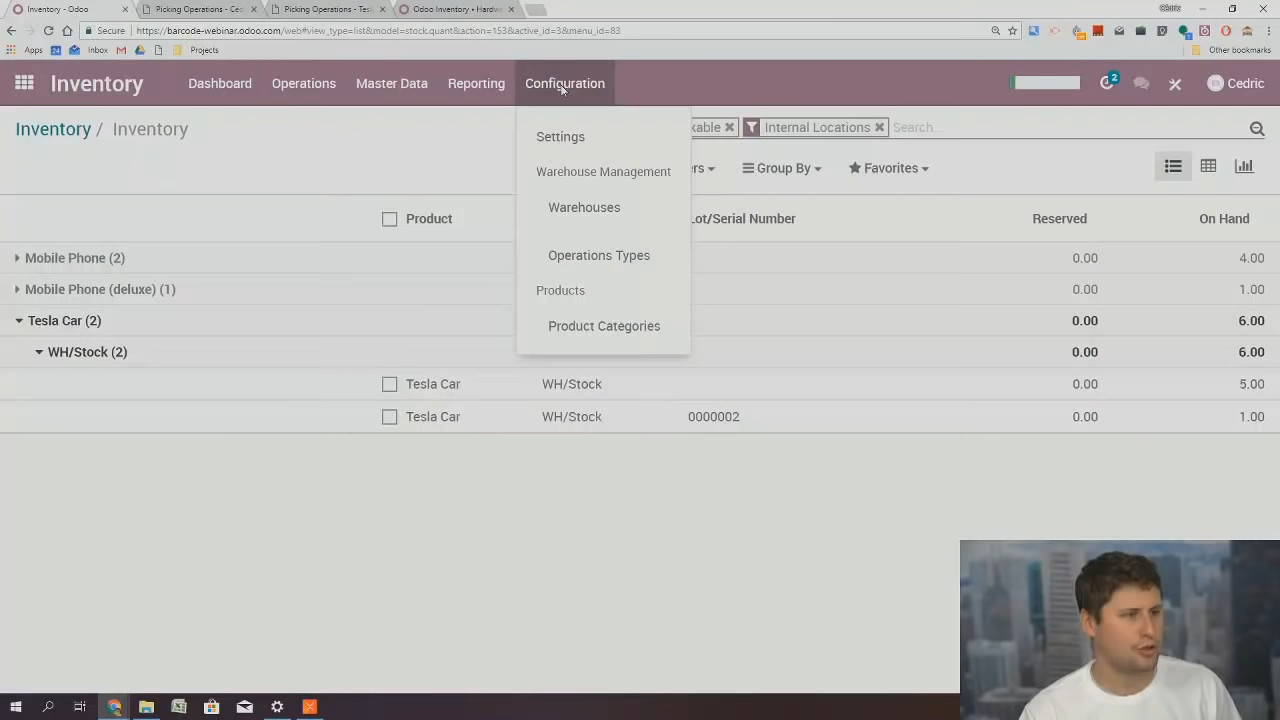 Inventory - Odoo
Picking Operations - Ced
Picking Operations - Tesl
Odoo Inventory • Hardw
Secure
https://barcode-webinar.odoo.com/web#view_type=list&model=stock.quant&action=153&active_id=3&menu_id=83
Apps
Inbox
Projects
Other bookmarks
Inventory
Dashboard
Operations
Master Data
Reporting
Configuration
2
Cedric
Inventory / Inventory
kable
Internal Locations
Search...
Settings
Warehouse Management
Warehouses
Operations Types
Products
Product Categories
rs
Group By
Favorites
Product
Lot/Serial Number
Reserved
On Hand
Mobile Phone (2)
0.00
4.00
Mobile Phone (deluxe) (1)
0.00
1.00
Tesla Car (2)
0.00
6.00
WH/Stock (2)
0.00
6.00
Tesla Car
WH/Stock
0.00
5.00
Tesla Car
WH/Stock
0000002
0.00
1.00